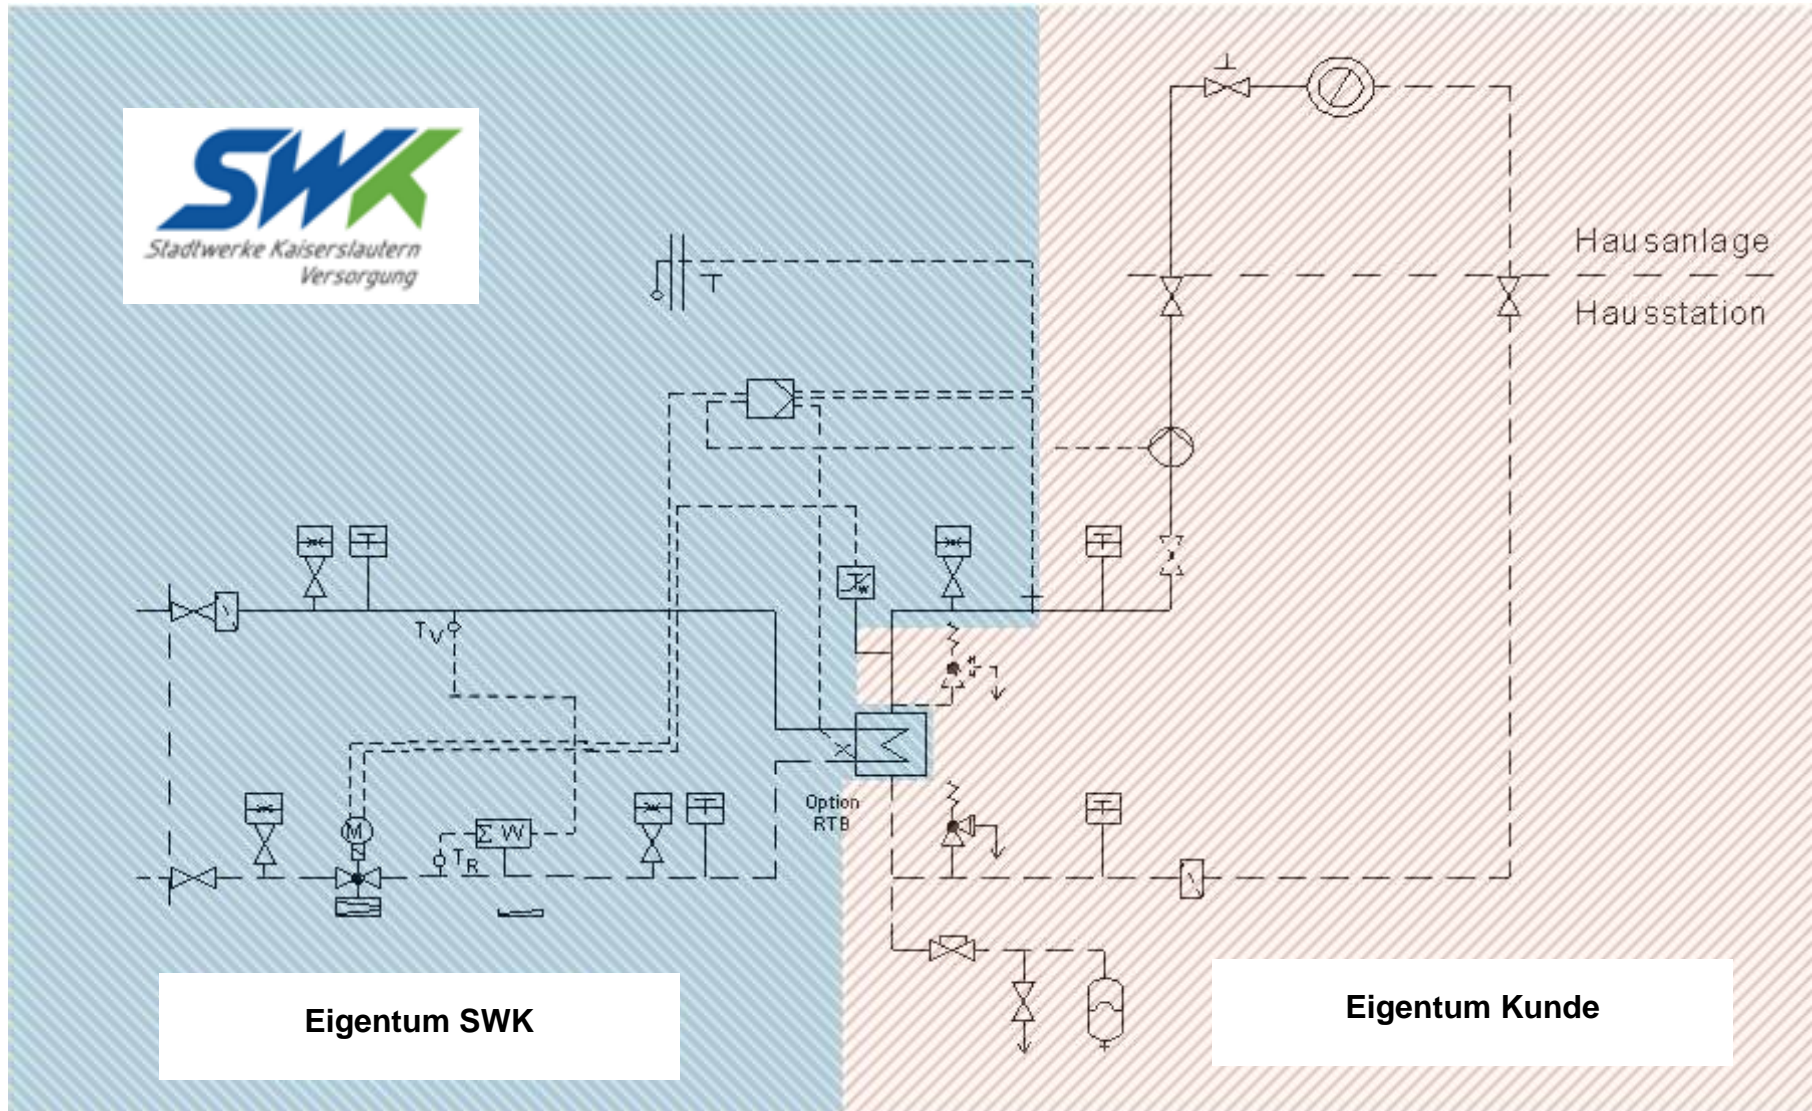 SWK
Stadtwerke Kaiserslautern
Versorgung
Hausanlage
Hausstation
T
T
T
T
W
TV
Option
RTB
M
Σ W
TR
T
T
Eigentum SWK
Eigentum Kunde